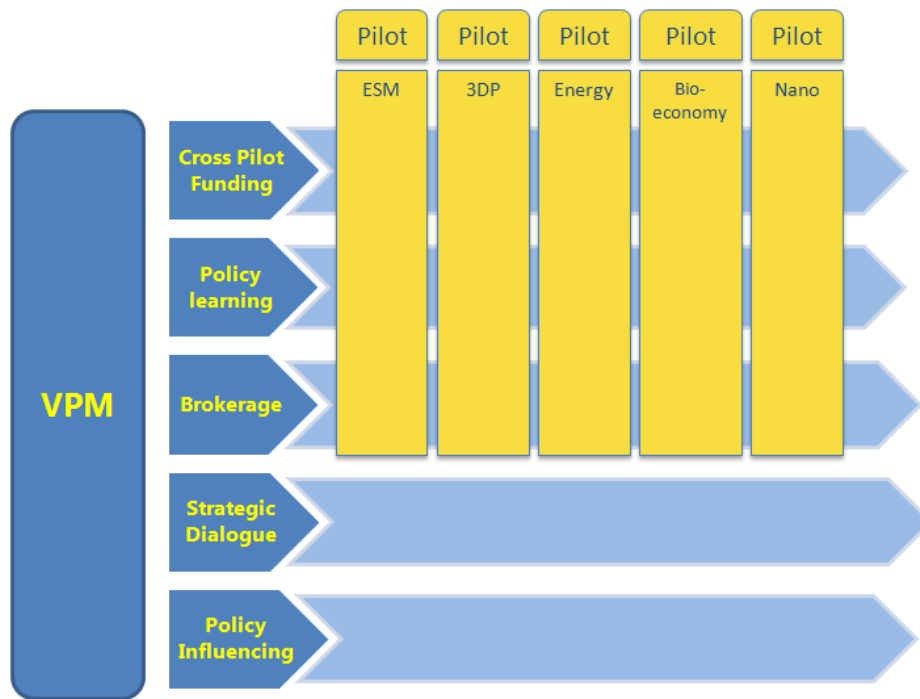 Pilot Pilot Pilot Pilot Pilot
ESM 3DP Energy Bio- Nano
economy
Cross Pilot
Funding
Policy
learning
VPM
Brokerage
Strategic
Dialogue
Policy
Influencing